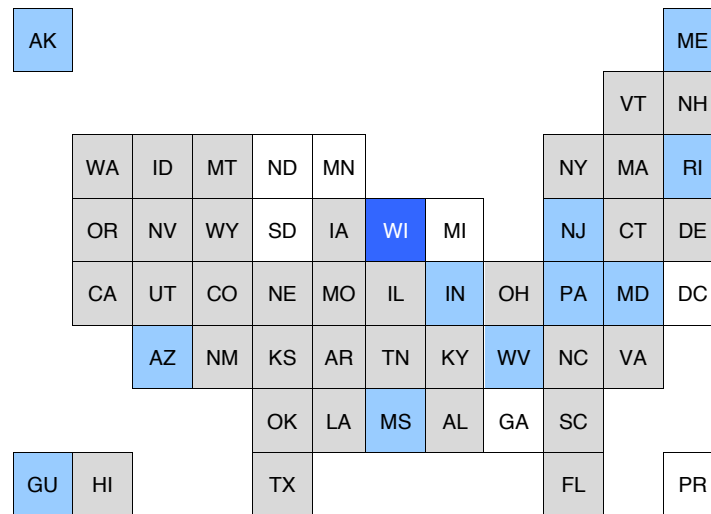 AK ME
VT NH
WA ID MT ND MN NY MA RI
OR NV WY SD IA WI MI NJ CT DE
CA UT CO NE MO IL IN OH PA MD DC
AZ NM KS AR TN KY WV NC VA
OK LA MS AL GA SC
GU HI TX FL PR